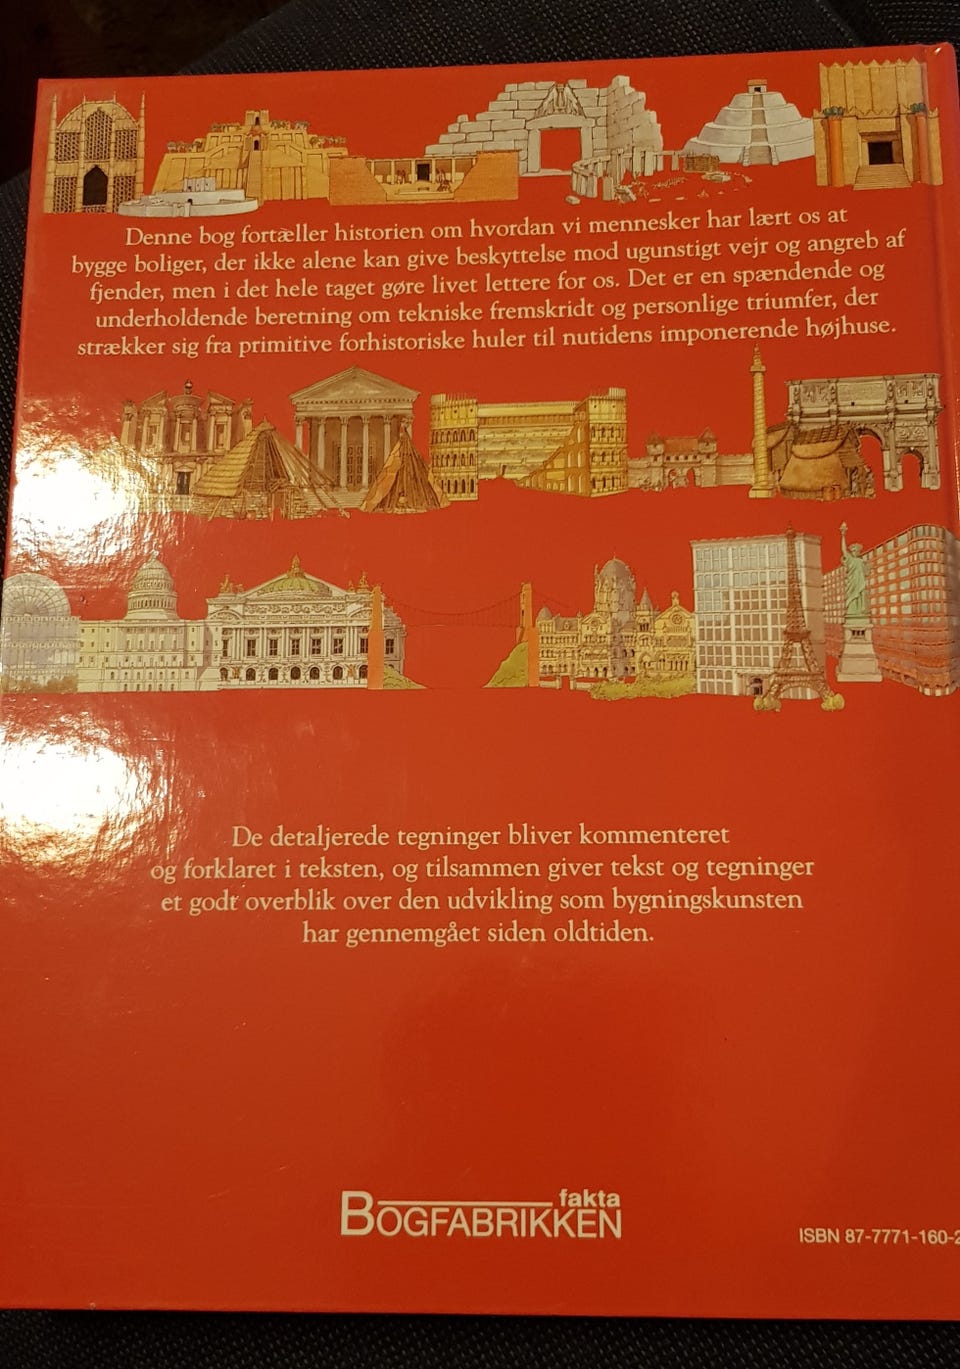 Denne bog fortæller historien om hvordan vi mennesker har lært os at
bygge boliger, der ikke alene kan give beskyttelse mod ugunstigt vejr og angreb af
fjender, men i det hele taget gøre livet lettere for os. Det er en spændende og
underholdende beretning om tekniske fremskridt og personlige triumfer, der
strækker sig fra primitive forhistoriske huler til nutidens imponerende højhuse.
De detaljerede tegninger bliver kommenteret
og forklaret i teksten, og tilsammen giver tekst og tegninger
et godt overblik over den udvikling som bygningskunsten
har gennemgået siden oldtiden.
fakta
BOGFABRIKKEN
ISBN 87-7771-160-2